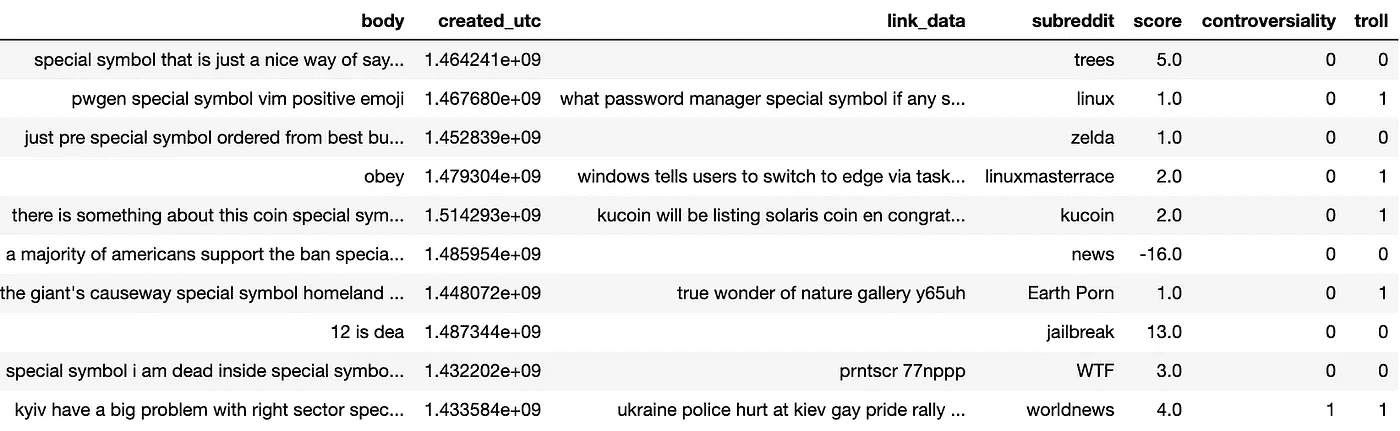 body created_utc link_data subreddit score controversiality troll
special symbol that is just a nice way of say... 1.464241e+09 trees 5.0 0 0
pwgen special symbol vim positive emoji 1.467680e+09 what password manager special symbol if any s... linux 1.0 0 1
just pre special symbol ordered from best bu... 1.452839e+09 zelda 1.0 0 0
obey 1.479304e+09 windows tells users to switch to edge via task... linuxmasterrace 2.0 0 1
there is something about this coin special sym... 1.514293e+09 kucoin will be listing solaris coin en congrat... kucoin 2.0 0 1
a majority of americans support the ban specia... 1.485954e+09 news -16.0 0 0
the giant's causeway special symbol homeland ... 1.448072e+09 true wonder of nature gallery y65uh Earth Porn 1.0 0 1
12 is dea 1.487344e+09 jailbreak 13.0 0 0
special symbol i am dead inside special symbo... 1.432202e+09 prntscr 77nppp WTF 3.0 0 0
kyiv have a big problem with right sector spec... 1.433584e+09 ukraine police hurt at kiev gay pride rally ... worldnews 4.0 1 1